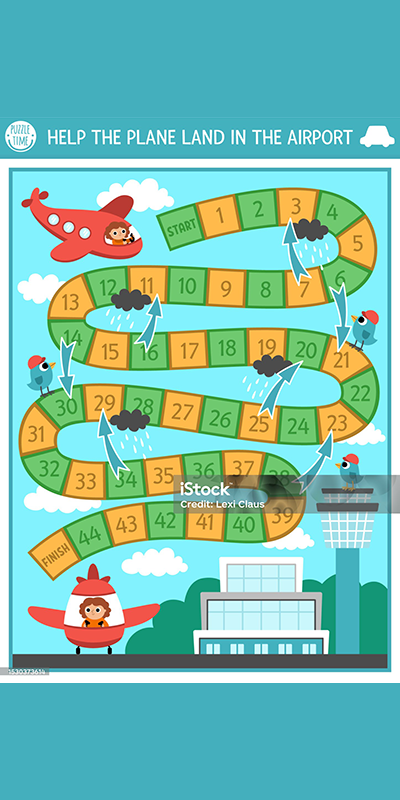 PUZZLE
TIME
HELP THE PLANE LAND IN THE AIRPORT
START 1 2 3 4
5
6
7 8 9 10 11 12
13
14
15 16 17 18 19 20
21
22
23
24 25 26 27 28 29
30
31
32 33 34 35 36 37 38
39
40 41 42 43 44
FINISH
iStock
Credit: Lexi Claus
1630373614